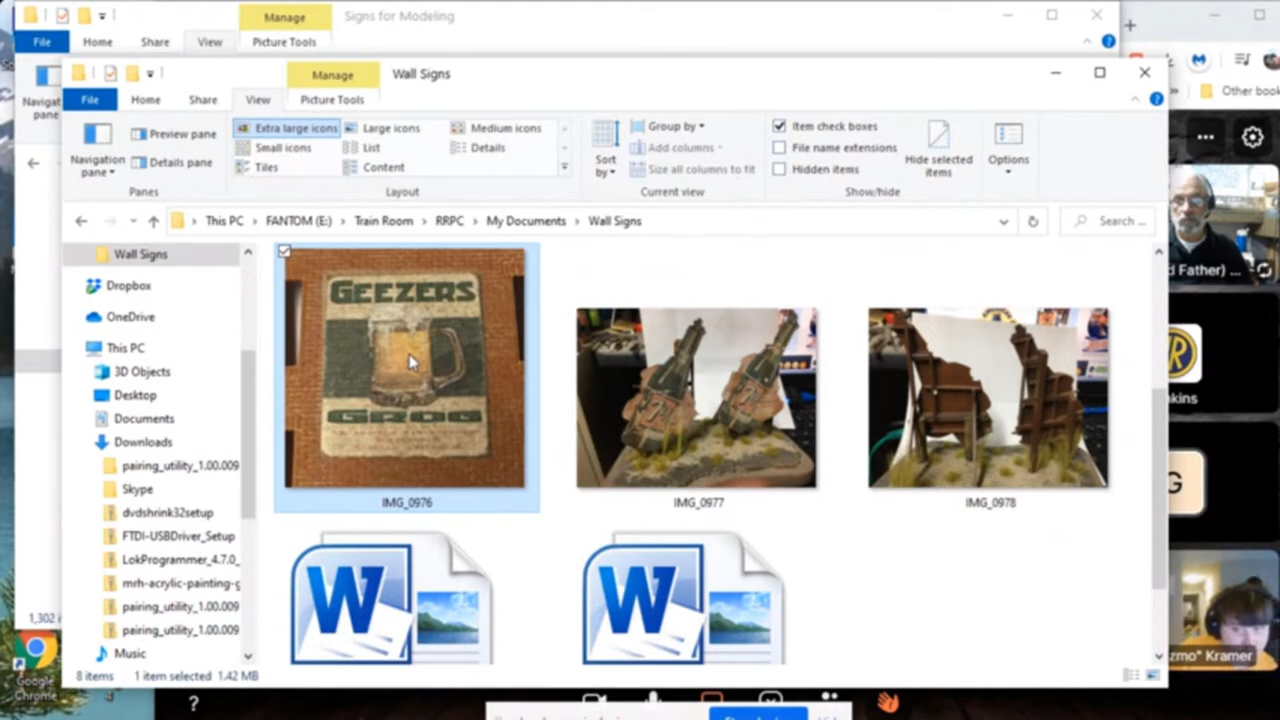 Manage
Signs for Modeling
File
Home
Share
View
Picture Tools
Manage
Wall Signs
File
Home
Share
View
Picture Tools
Navigation pane
Preview pane
Details pane
Panes
Extra large icons
Large icons
Medium icons
Small icons
List
Details
Tiles
Content
Layout
Sort by
Group by
Add columns
Size all columns to fit
Current view
Item check boxes
File name extensions
Hidden items
Hide selected items
Show/hide
Options
Other book
This PC > FANTOM (E:) > Train Room > RRPC > My Documents > Wall Signs
Search ...
Wall Signs
Dropbox
OneDrive
This PC
3D Objects
Desktop
Documents
Downloads
pairing_utility_1.00.009
Skype
dvdshrink32setup
FTDI-USBDriver_Setup
LokProgrammer_4.7.0_
mrh-acrylic-painting-g
pairing_utility_1.00.009
pairing_utility_1.00.009
Music
GEEZERS
GROG
IMG_0976
IMG_0977
IMG_0978
W
W
8 items
1 item selected 1.42 MB
1,302 i
Google Chrome
d Father) ...
kins
G
zmo" Kramer
?